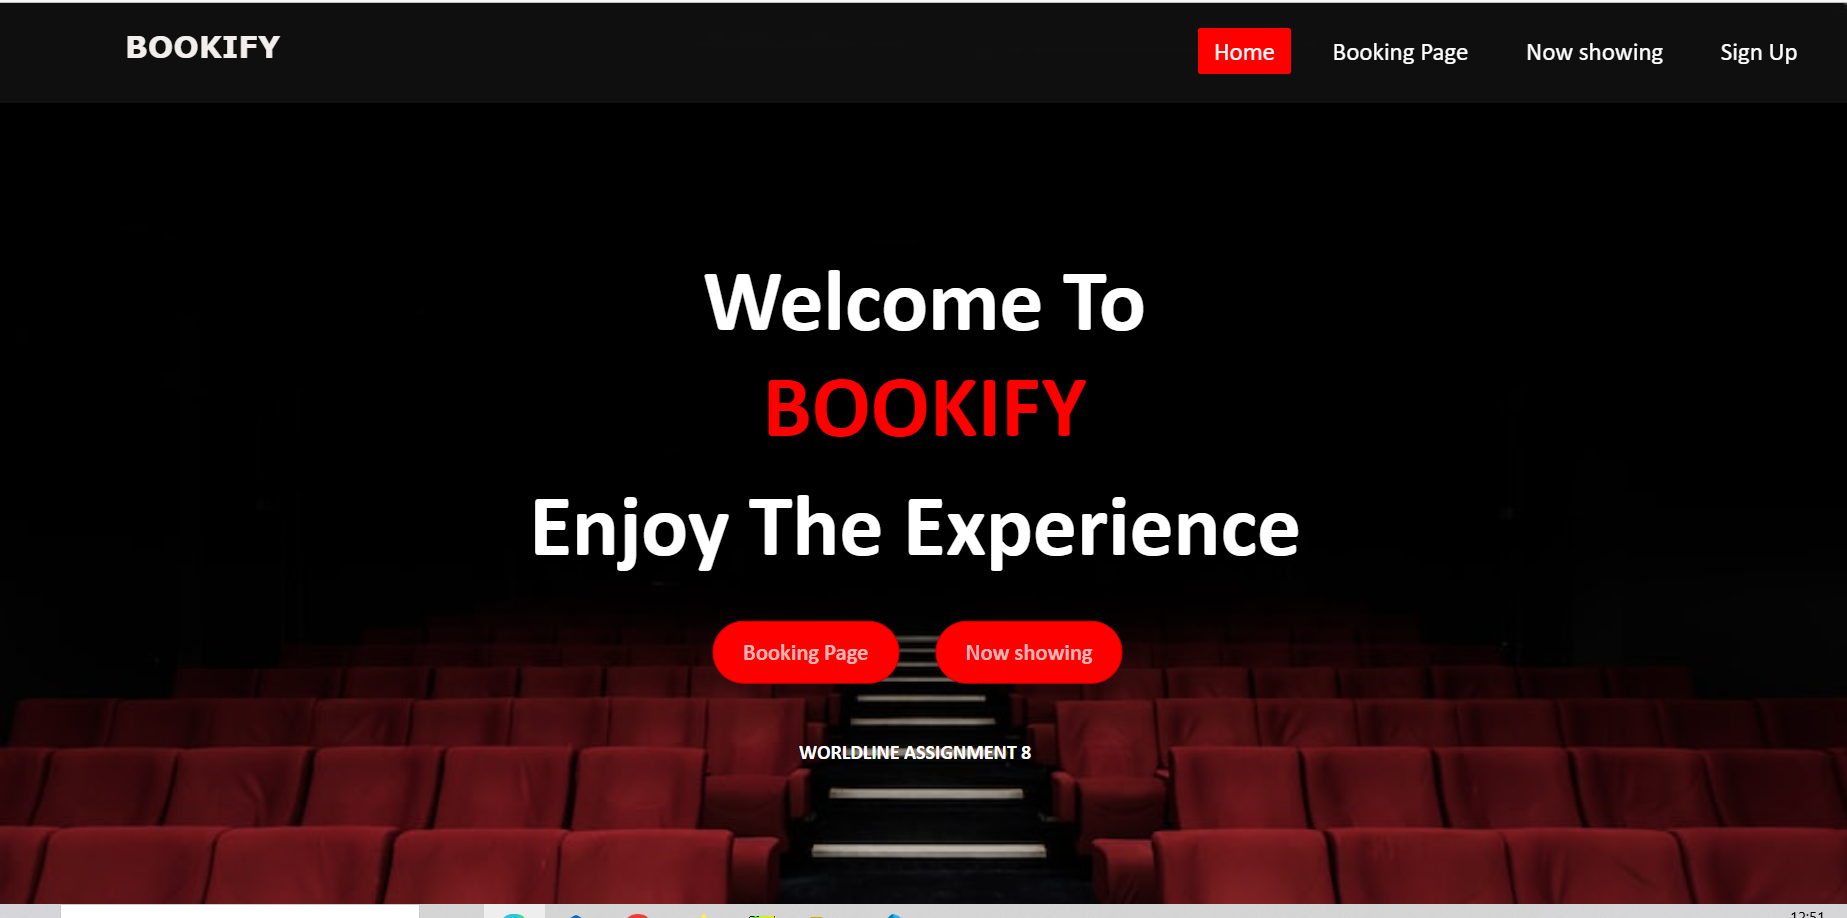 BOOKIFY
Home Booking Page Now showing Sign Up
Welcome To
BOOKIFY
Enjoy The Experience
Booking Page Now showing
WORLDLINE ASSIGNMENT 8
12:51